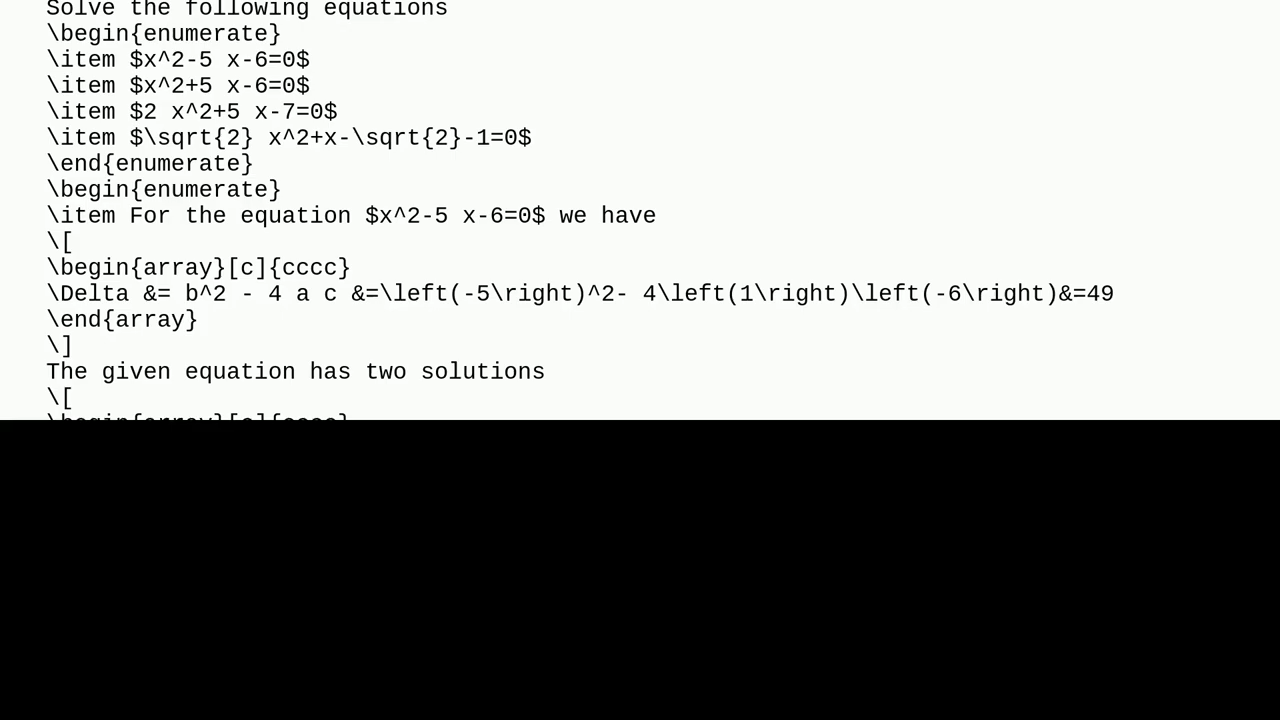 Solve the following equations
\begin{enumerate}
\item $x^2-5 x-6=0$
\item $x^2+5 x-6=0$
\item $2 x^2+5 x-7=0$
\item $\sqrt{2} x^2+x-\sqrt{2}-1=0$
\end{enumerate}
\begin{enumerate}
\item For the equation $x^2-5 x-6=0$ we have
\[
\begin{array}[c]{cccc}
\Delta &= b^2 - 4 a c &=\left(-5\right)^2- 4\left(1\right)\left(-6\right)&=49
\end{array}
\]
The given equation has two solutions
\[
\begin{array}[c]{cccc}